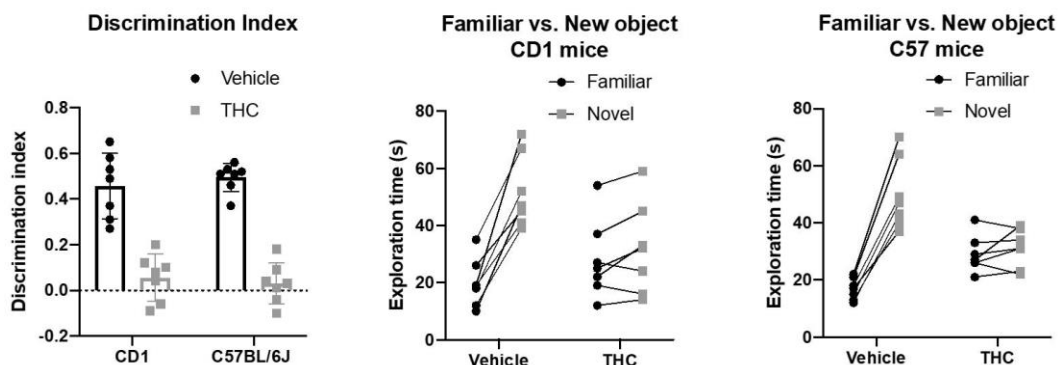 Discrimination Index
Vehicle
THC
Discrimination index
0.8
0.6
0.4
0.2
0.0
-0.2
CD1
C57BL/6J
Familiar vs. New object
CD1 mice
Familiar
Novel
Exploration time (s)
80
60
40
20
0
Vehicle
THC
Familiar vs. New object
C57 mice
Familiar
Novel
Exploration time (s)
80
60
40
20
0
Vehicle
THC